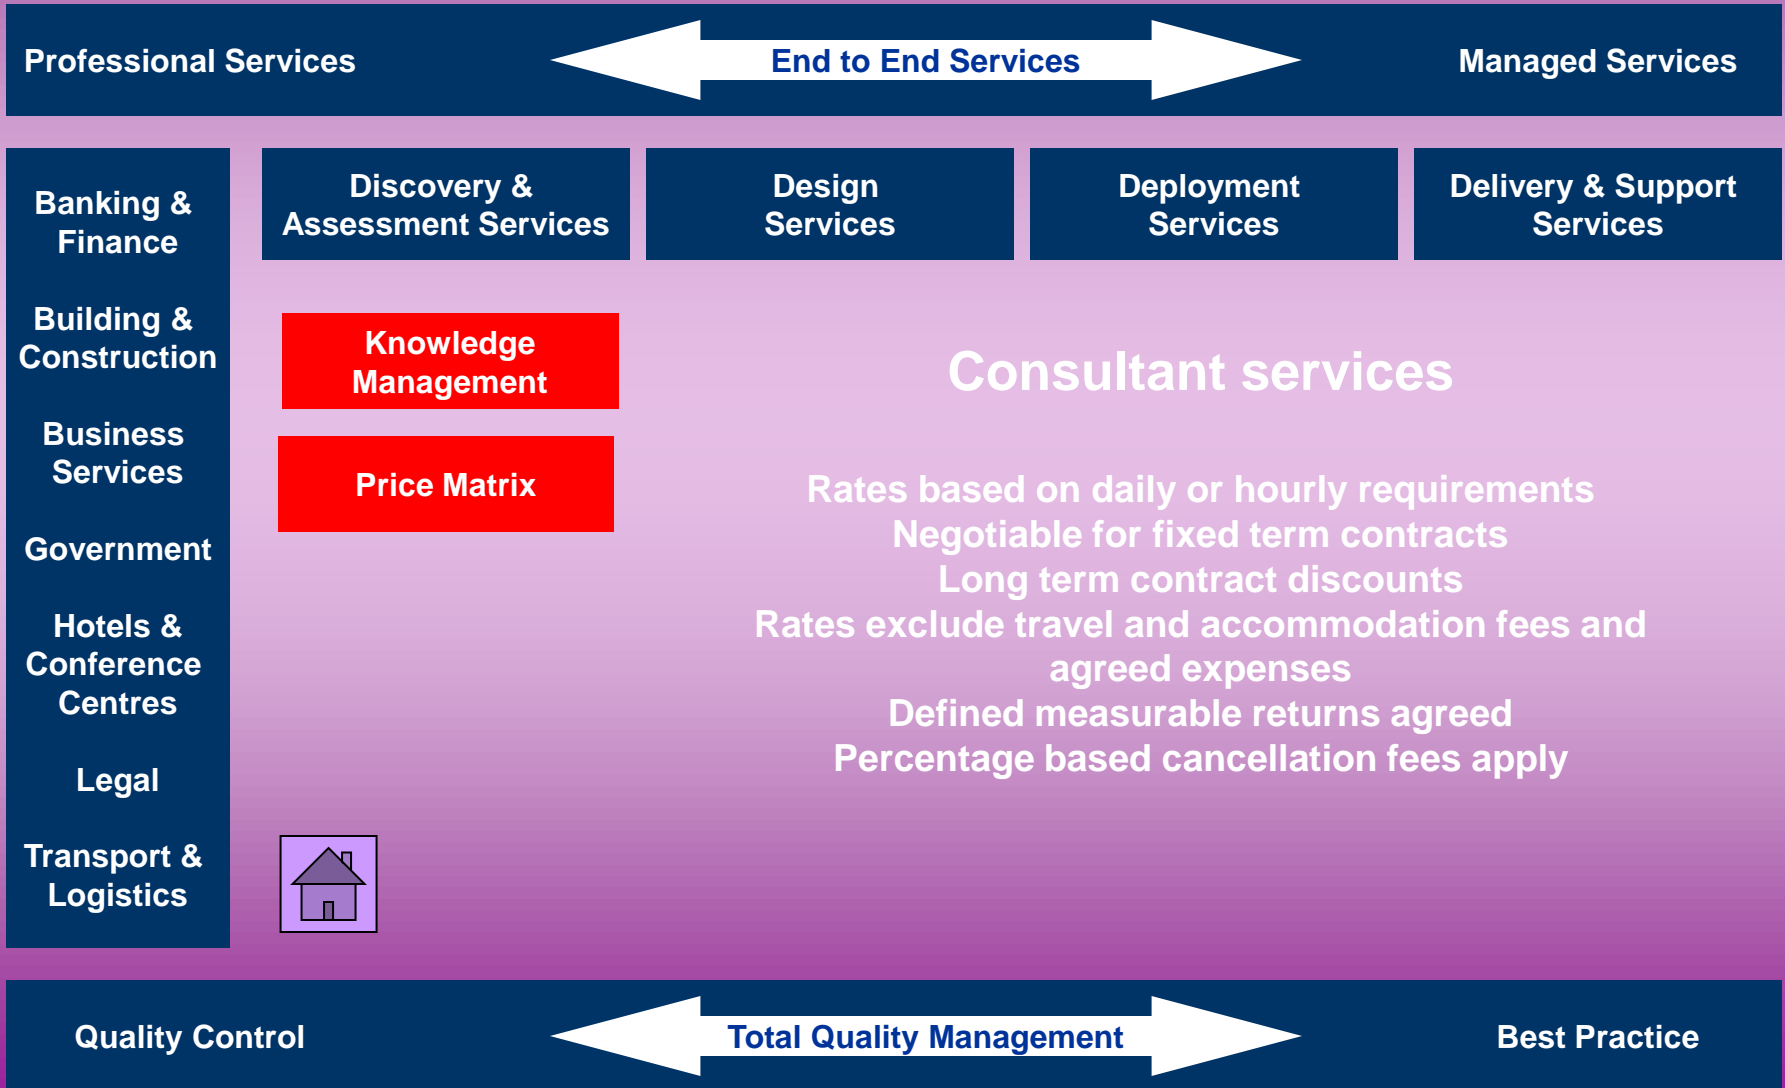 Professional Services
End to End Services
Managed Services
Banking &
Finance
Building &
Construction
Business
Services
Government
Hotels &
Conference
Centres
Legal
Transport &
Logistics
Discovery &
Assessment Services
Design
Services
Deployment
Services
Delivery & Support
Services
Knowledge
Management
Price Matrix
Consultant services
Rates based on daily or hourly requirements
Negotiable for fixed term contracts
Long term contract discounts
Rates exclude travel and accommodation fees and
agreed expenses
Defined measurable returns agreed
Percentage based cancellation fees apply
Quality Control
Total Quality Management
Best Practice